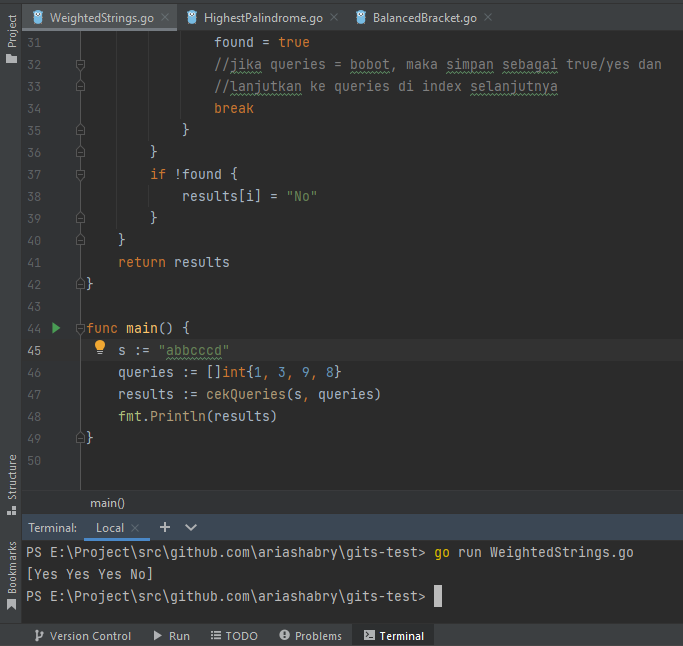 Project
WeightedStrings.go
HighestPalindrome.go
BalancedBracket.go
31 found = true
32 //jika queries = bobot, maka simpan sebagai true/yes dan
33 //lanjutkan ke queries di index selanjutnya
34 break
35 }
36 }
37 if !found {
38 results[i] = "No"
39 }
40 }
41 return results
42 }
43
44 func main() {
45 s := "abbcccd"
46 queries := []int{1, 3, 9, 8}
47 results := cekQueries(s, queries)
48 fmt.Println(results)
49 }
50
main()
Structure
Bookmarks
Terminal: Local
PS E:\Project\src\github.com\ariashabry\gits-test> go run WeightedStrings.go
[Yes Yes Yes No]
PS E:\Project\src\github.com\ariashabry\gits-test>
Version Control Run TODO Problems Terminal